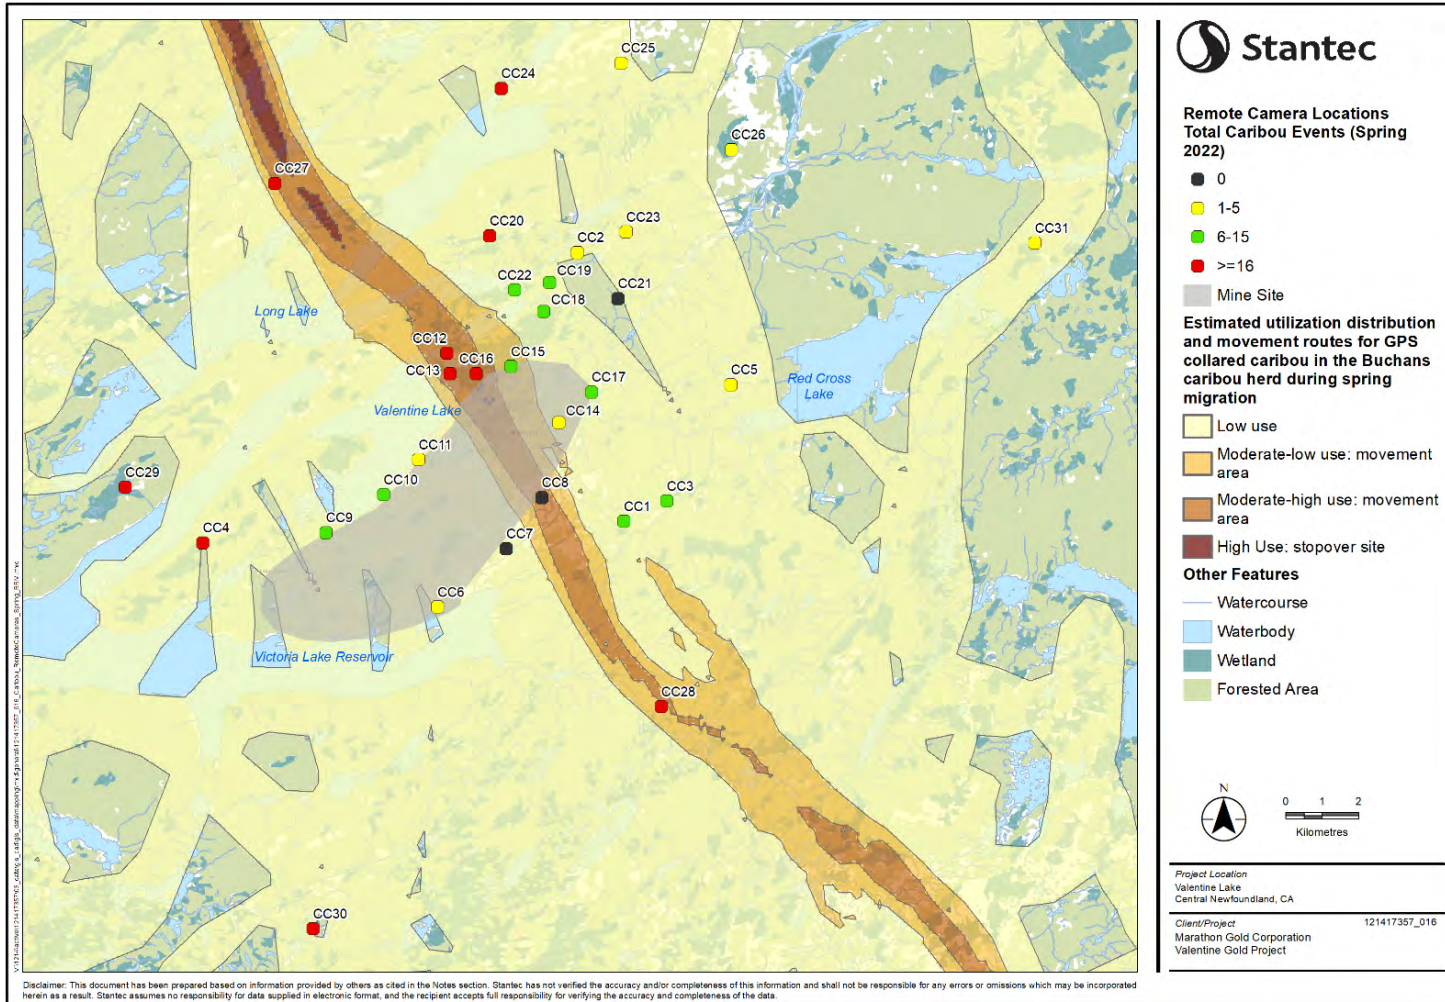 CC25
CC24
CC26
CC27
CC23
CC20
CC2
CC31
CC19
CC22
CC21
CC18
Long Lake
CC12
CC15
CC16
CC13
CC5
Red Cross
Lake
CC17
Valentine Lake
CC14
CC11
CC29
CC10
CC8
CC3
CC1
CC9
CC4
CC7
CC6
Victoria Lake Reservoir
CC28
CC30
Stantec
Remote Camera Locations
Total Caribou Events (Spring
2022)
0
1-5
6-15
>=16
Mine Site
Estimated utilization distribution
and movement routes for GPS
collared caribou in the Buchans
caribou herd during spring
migration
Low use
Moderate-low use: movement
area
Moderate-high use: movement
area
High Use: stopover site
Other Features
Watercourse
Waterbody
Wetland
Forested Area
N
0 1 2
Kilometres
Project Location
Valentine Lake
Central Newfoundland, CA
Client/Project 121417357_016
Marathon Gold Corporation
Valentine Gold Project
Disclaimer: This document has been prepared based on information provided by others as cited in the Notes section. Stantec has not verified the accuracy and/or completeness of this information and shall not be responsible for any errors or omissions which may be incorporated
herein as a result. Stantec assumes no responsibility for data supplied in electronic format, and the recipient accepts full responsibility for verifying the accuracy and completeness of the data.